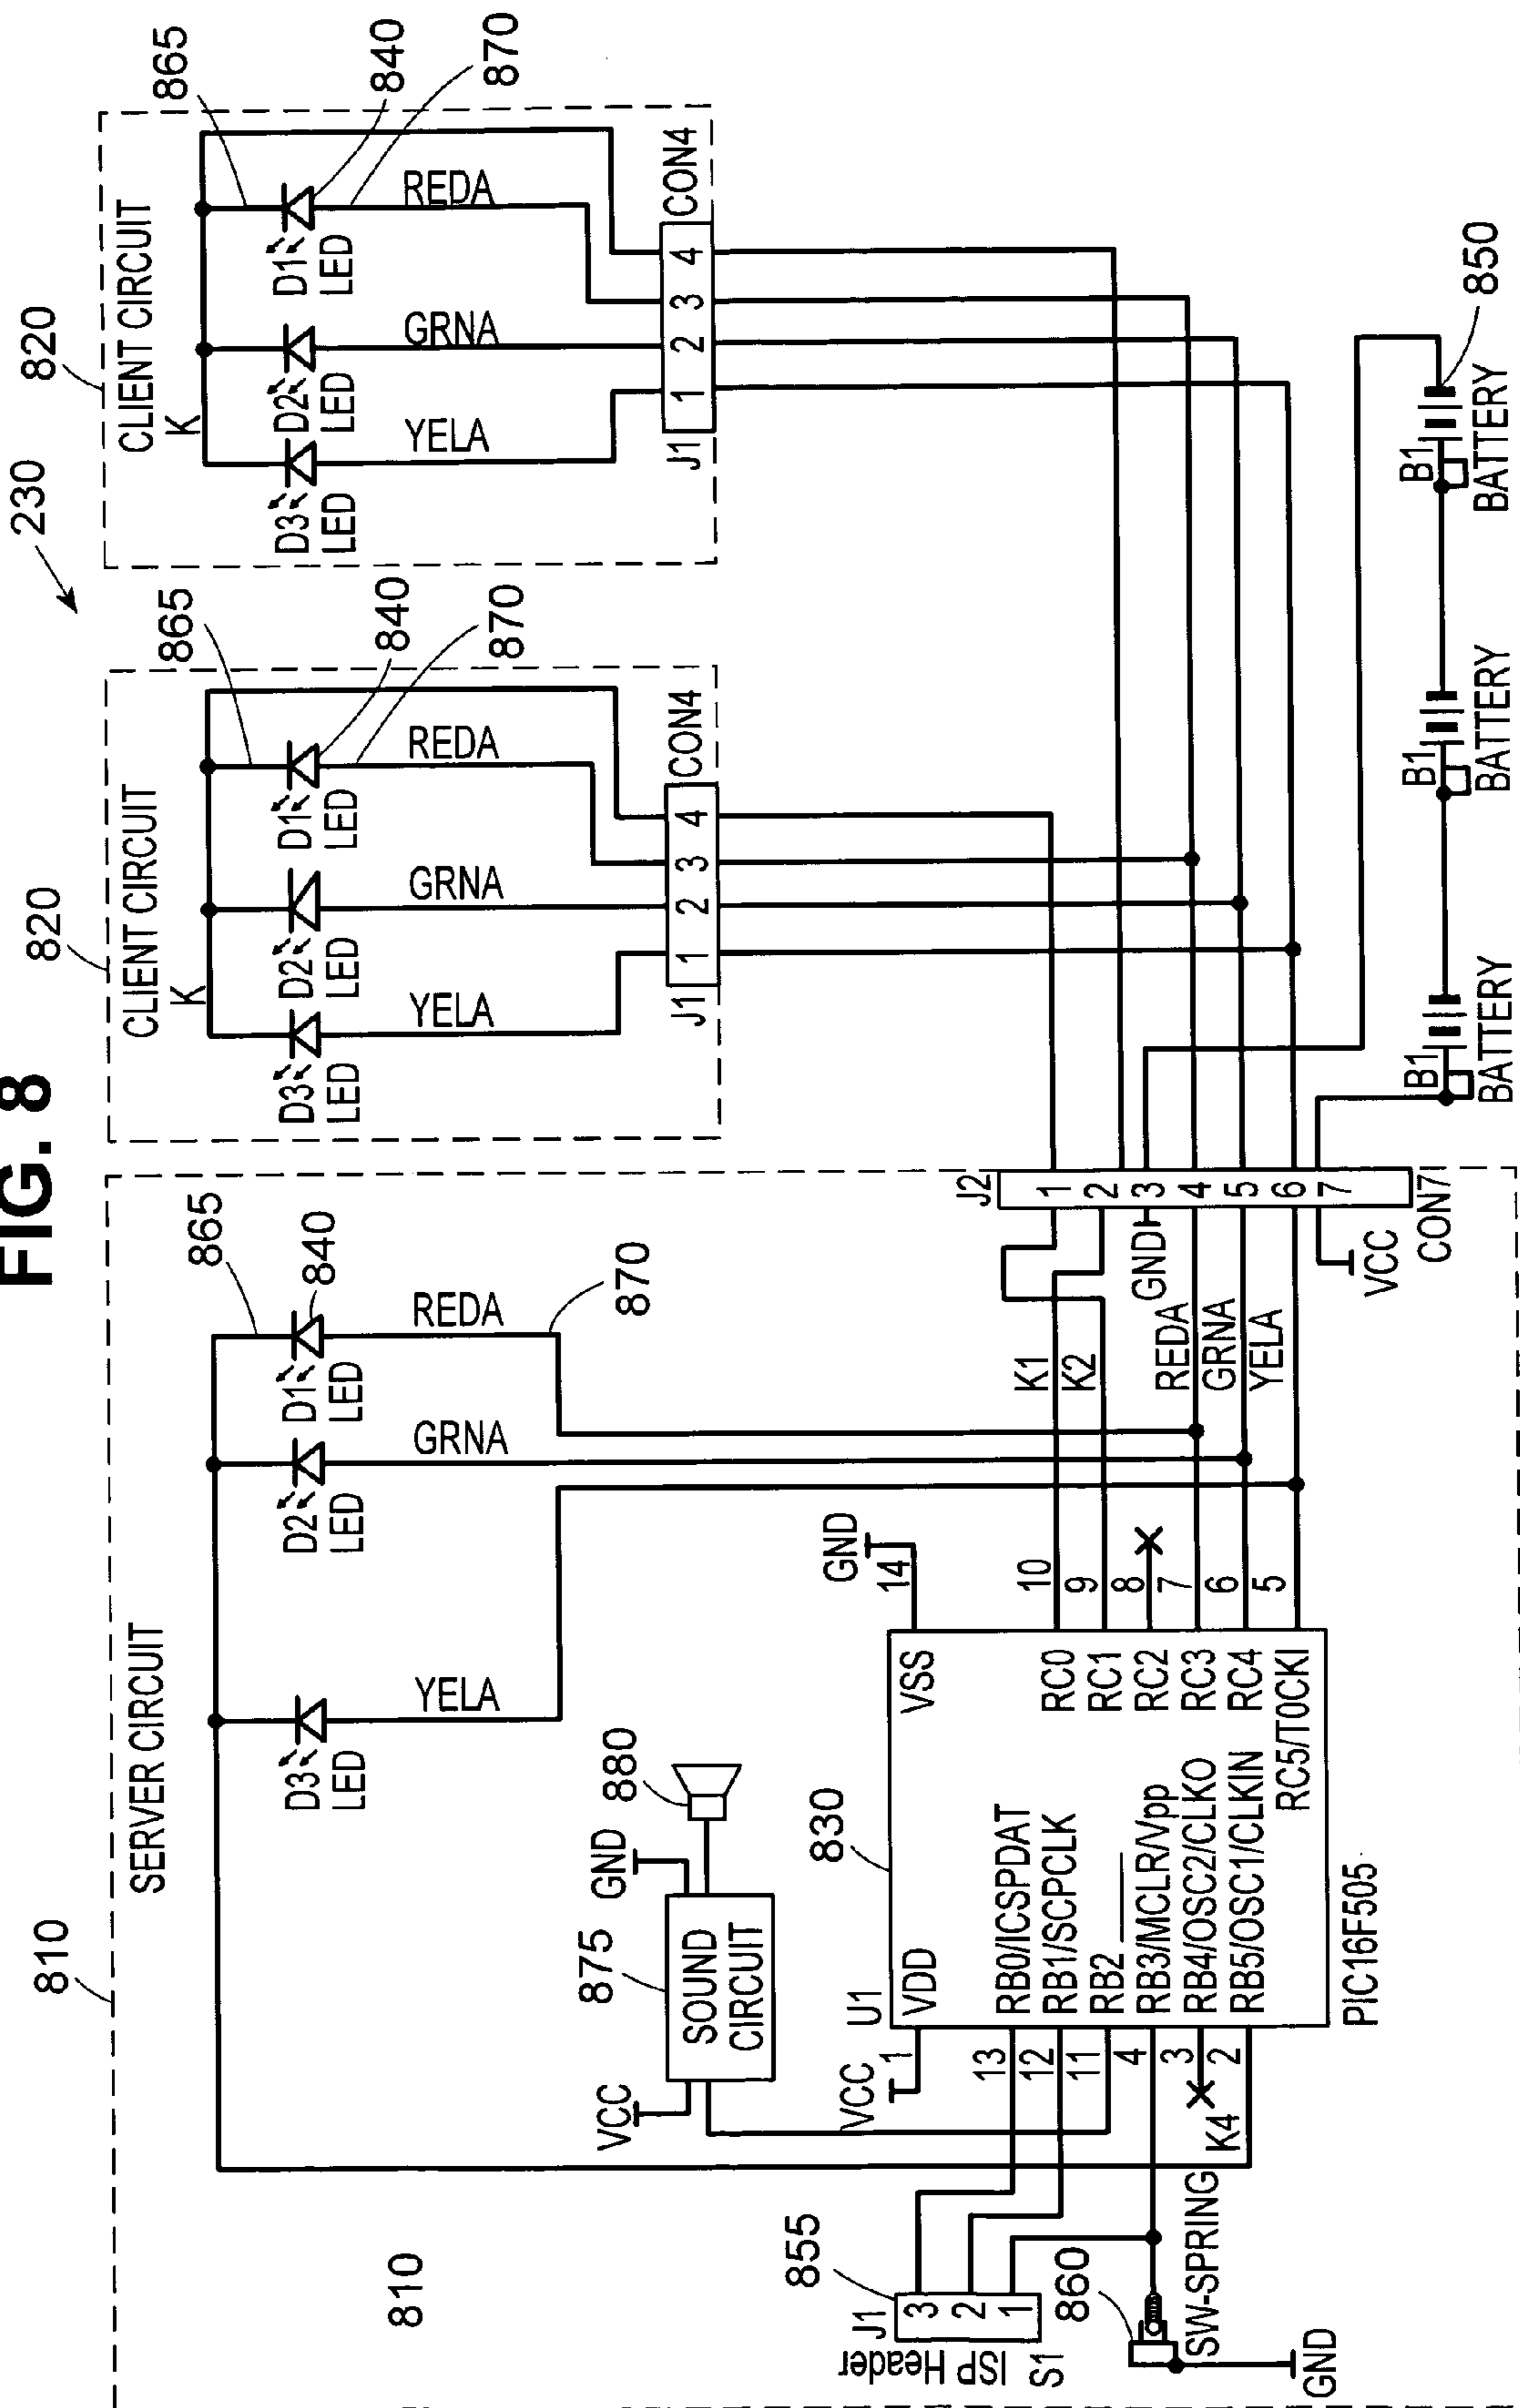 FIG. 8
230
810
SERVER CIRCUIT
865
840
D3
LED
D2
LED
D1
LED
YELA
GRNA
REDA
870
810
875
880
GND
VCC
SOUND
CIRCUIT
830
U1
VCC
1
VDD
VSS
14
GND
13
12
11
4
3
2
K4
RB0/ICSPDAT
RB1/SCPCLK
RB2
RB3/MCLR/Vpp
RB4/OSC2/CLKO
RB5/OSC1/CLKIN
RC0
RC1
RC2
RC3
RC4
RC5/T0CKI
10
9
8
7
6
5
PIC16F505
855
J1
3
2
1
ISP Header
S1
860
SW-SPRING
GND
K1
K2
GND
REDA
GRNA
YELA
VCC
J2
1
2
3
4
5
6
7
CON7
820
CLIENT CIRCUIT
K
865
840
870
D3
LED
D2
LED
D1
LED
YELA
GRNA
REDA
J1
1
2
3
4
CON4
820
CLIENT CIRCUIT
K
865
840
870
D3
LED
D2
LED
D1
LED
YELA
GRNA
REDA
J1
1
2
3
4
CON4
B1
BATTERY
B1
BATTERY
B1
BATTERY
850